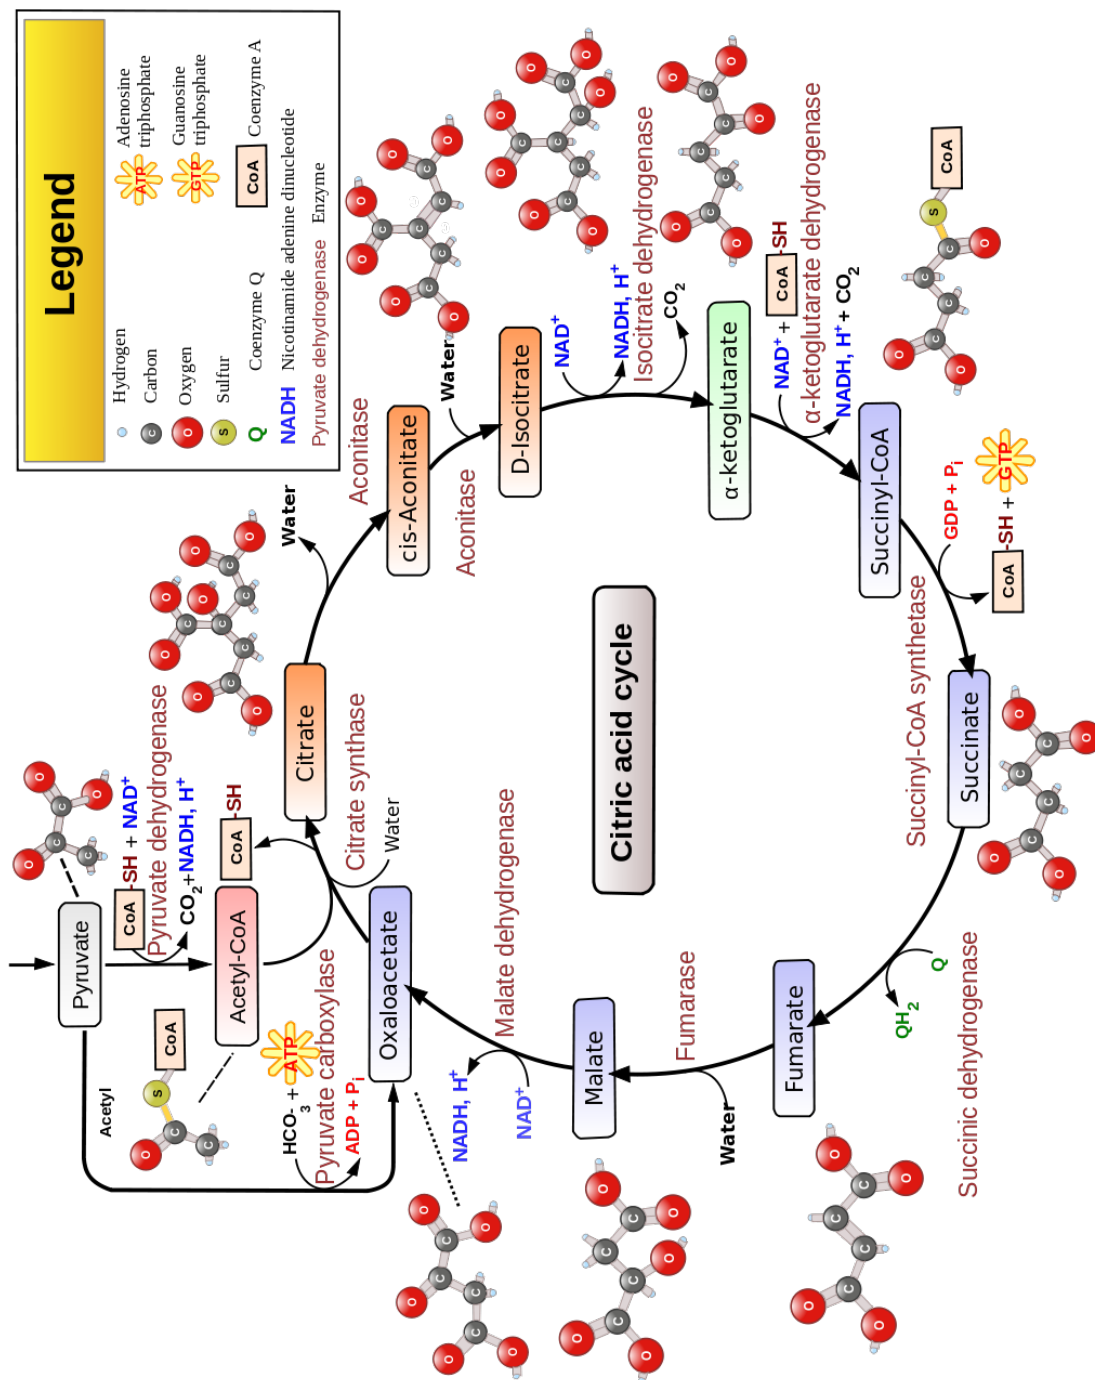 Legend
Hydrogen
Carbon
Oxygen
Sulfur
Q Coenzyme Q
NADH Nicotinamide adenine dinucleotide
Pyruvate dehydrogenase Enzyme
ATP Adenosine
triphosphate
GTP Guanosine
triphosphate
CoA Coenzyme A
C
O
S
Pyruvate
CoA-SH + NAD⁺
Pyruvate dehydrogenase
CO₂+NADH, H⁺
Acetyl-CoA
Acetyl
S
CoA
HCO₃⁻ + ATP
Pyruvate carboxylase
ADP + Pᵢ
Oxaloacetate
CoA-SH
Citrate synthase
Water
Citrate
Water
Aconitase
cis-Aconitate
Water
Aconitase
D-Isocitrate
NAD⁺
NADH, H⁺
Isocitrate dehydrogenase
CO₂
α-ketoglutarate
NAD⁺ + CoA-SH
α-ketoglutarate dehydrogenase
NADH, H⁺ + CO₂
Succinyl-CoA
S
CoA
GDP + Pᵢ
CoA-SH + GTP
Succinyl-CoA synthetase
Succinate
Q
QH₂
Succinic dehydrogenase
Fumarate
Water
Fumarase
Malate
NAD⁺
NADH, H⁺
Malate dehydrogenase
Citric acid cycle